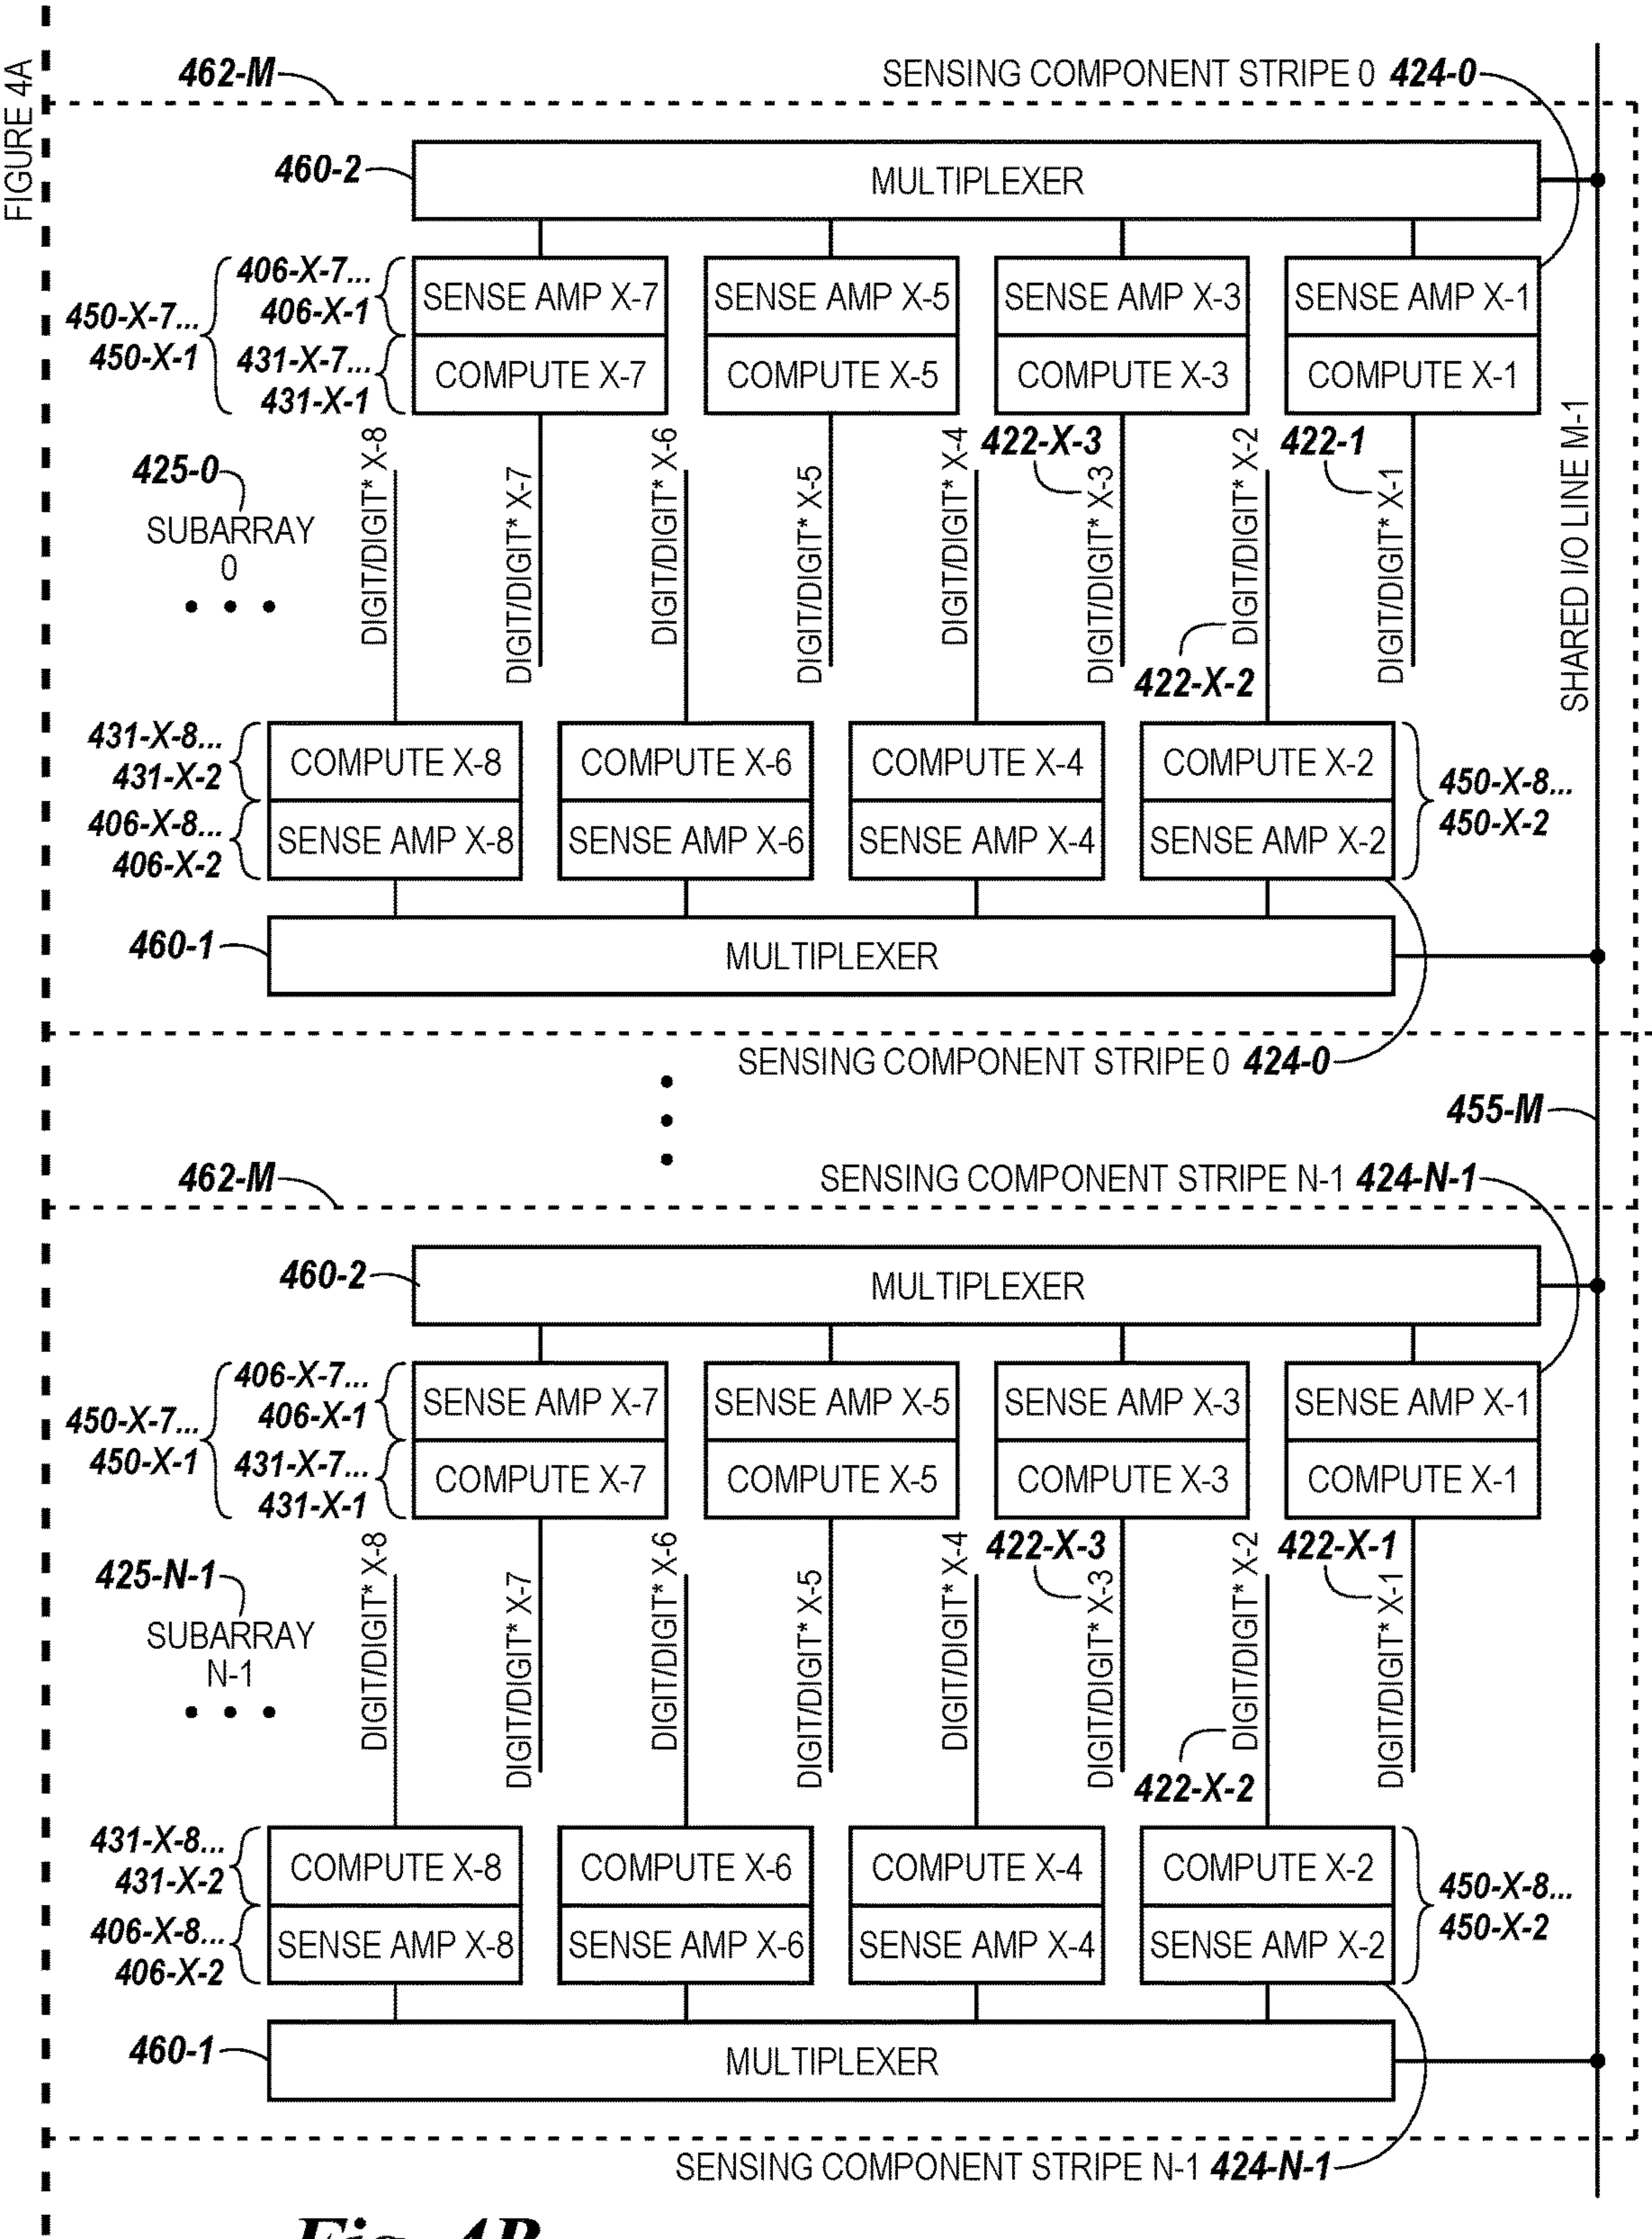 FIGURE 4A
462-M
SENSING COMPONENT STRIPE 0 424-0
460-2
MULTIPLEXER
450-X-7...
450-X-1
406-X-7...
406-X-1
431-X-7...
431-X-1
SENSE AMP X-7
SENSE AMP X-5
SENSE AMP X-3
SENSE AMP X-1
COMPUTE X-7
COMPUTE X-5
COMPUTE X-3
COMPUTE X-1
425-0
SUBARRAY
0
• • •
DIGIT/DIGIT* X-8
DIGIT/DIGIT* X-7
DIGIT/DIGIT* X-6
DIGIT/DIGIT* X-5
DIGIT/DIGIT* X-4
422-X-3
DIGIT/DIGIT* X-3
DIGIT/DIGIT* X-2
422-X-2
422-1
DIGIT/DIGIT* X-1
SHARED I/O LINE M-1
431-X-8...
431-X-2
406-X-8...
406-X-2
COMPUTE X-8
COMPUTE X-6
COMPUTE X-4
COMPUTE X-2
SENSE AMP X-8
SENSE AMP X-6
SENSE AMP X-4
SENSE AMP X-2
450-X-8...
450-X-2
460-1
MULTIPLEXER
SENSING COMPONENT STRIPE 0 424-0
455-M
462-M
SENSING COMPONENT STRIPE N-1 424-N-1
460-2
MULTIPLEXER
450-X-7...
450-X-1
406-X-7...
406-X-1
431-X-7...
431-X-1
SENSE AMP X-7
SENSE AMP X-5
SENSE AMP X-3
SENSE AMP X-1
COMPUTE X-7
COMPUTE X-5
COMPUTE X-3
COMPUTE X-1
425-N-1
SUBARRAY
N-1
• • •
DIGIT/DIGIT* X-8
DIGIT/DIGIT* X-7
DIGIT/DIGIT* X-6
DIGIT/DIGIT* X-5
DIGIT/DIGIT* X-4
422-X-3
DIGIT/DIGIT* X-3
DIGIT/DIGIT* X-2
422-X-2
422-X-1
DIGIT/DIGIT* X-1
431-X-8...
431-X-2
406-X-8...
406-X-2
COMPUTE X-8
COMPUTE X-6
COMPUTE X-4
COMPUTE X-2
SENSE AMP X-8
SENSE AMP X-6
SENSE AMP X-4
SENSE AMP X-2
450-X-8...
450-X-2
460-1
MULTIPLEXER
SENSING COMPONENT STRIPE N-1 424-N-1
Fig. 4B